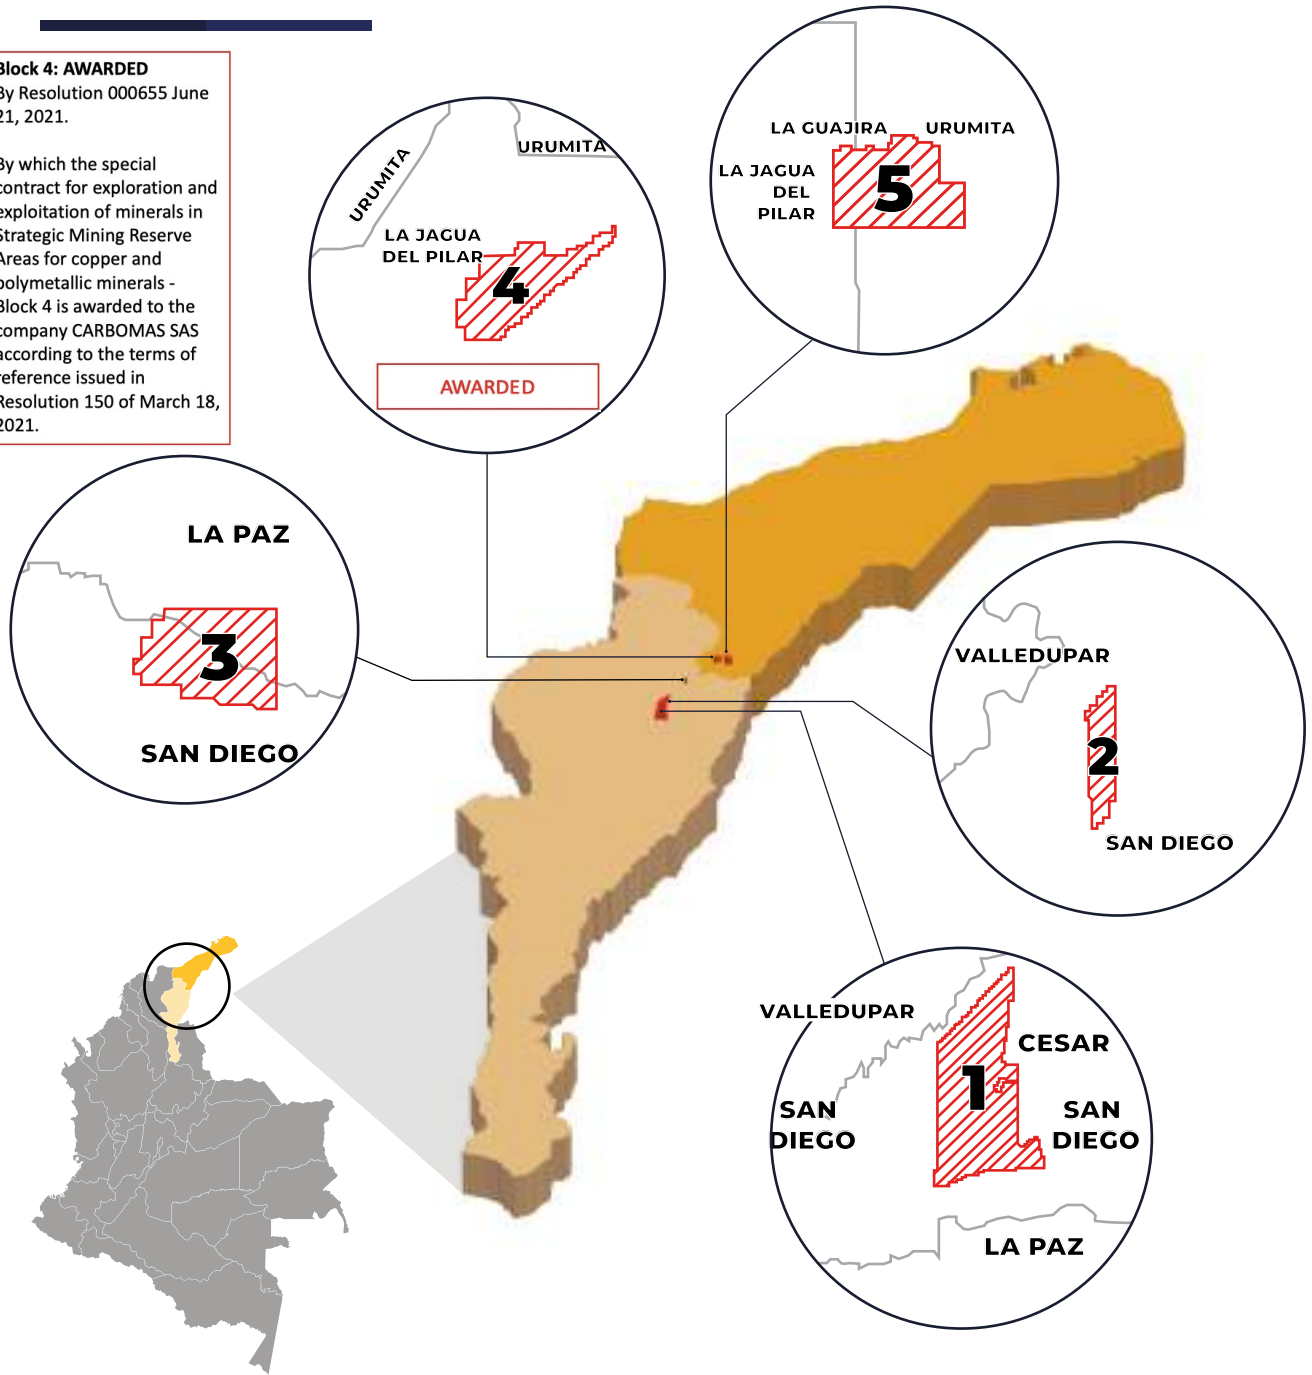 Block 4: AWARDED
By Resolution 000655 June
21, 2021.
By which the special
contract for exploration and
exploitation of minerals in
Strategic Mining Reserve
Areas for copper and
polymetallic minerals -
Block 4 is awarded to the
company CARBOMAS SAS
according to the terms of
reference issued in
Resolution 150 of March 18,
2021.
URUMITA
URUMITA
LA JAGUA
DEL PILAR
4
AWARDED
LA GUAJIRA
URUMITA
LA JAGUA
DEL
PILAR
5
LA PAZ
3
SAN DIEGO
VALLEDUPAR
2
SAN DIEGO
VALLEDUPAR
CESAR
1
SAN
DIEGO
SAN
DIEGO
LA PAZ